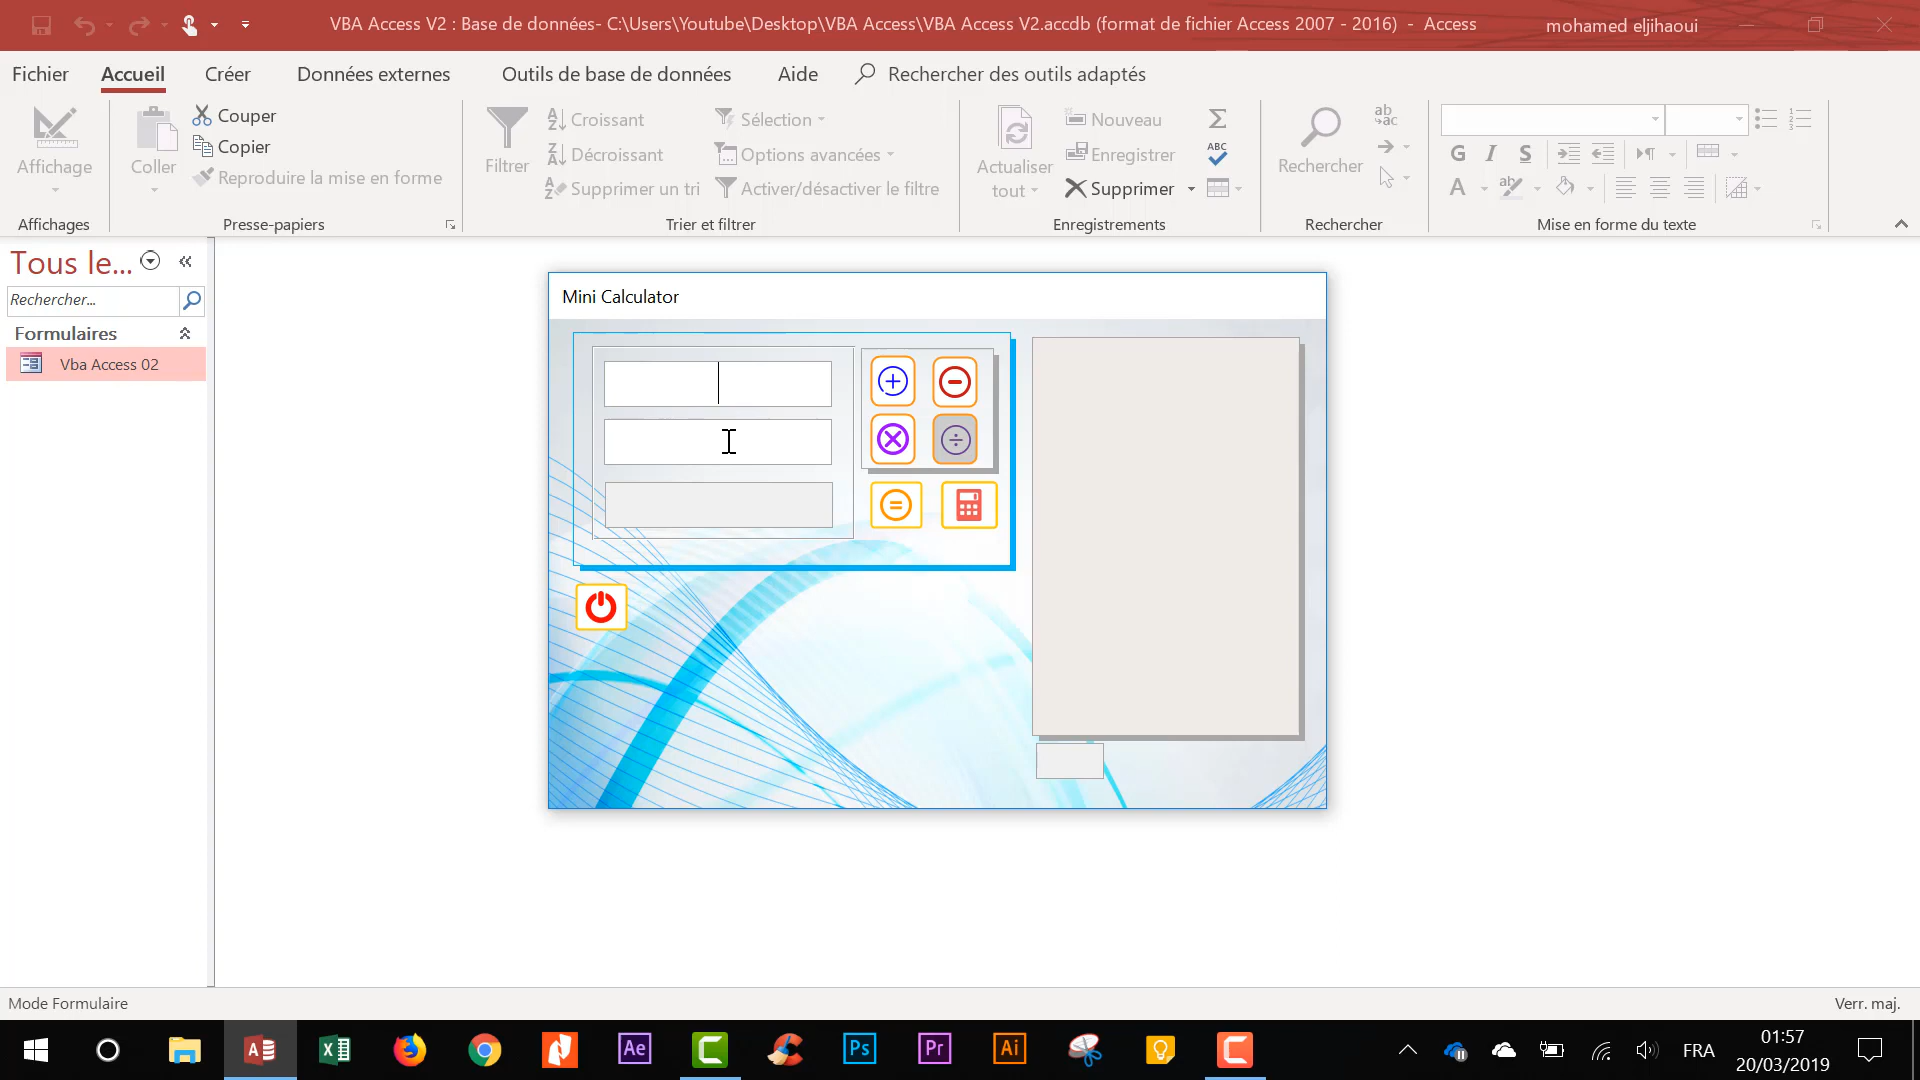 VBA Access V2 : Base de données- C:\Users\Youtube\Desktop\VBA Access\VBA Access V2.accdb (format de fichier Access 2007 - 2016)  -  Access
mohamed eljihaoui
Fichier
Accueil
Créer
Données externes
Outils de base de données
Aide
Rechercher des outils adaptés
Affichage
Affichages
Coller
Couper
Copier
Reproduire la mise en forme
Presse-papiers
Filtrer
Croissant
Décroissant
Supprimer un tri
Sélection
Options avancées
Activer/désactiver le filtre
Trier et filtrer
Actualiser
tout
Nouveau
Enregistrer
Supprimer
Enregistrements
Rechercher
Rechercher
G I S
A
Mise en forme du texte
Tous le...
Rechercher...
Formulaires
Vba Access 02
Mini Calculator
Mode Formulaire
Verr. maj.
Ae
Ps
Pr
Ai
FRA
01:57
20/03/2019